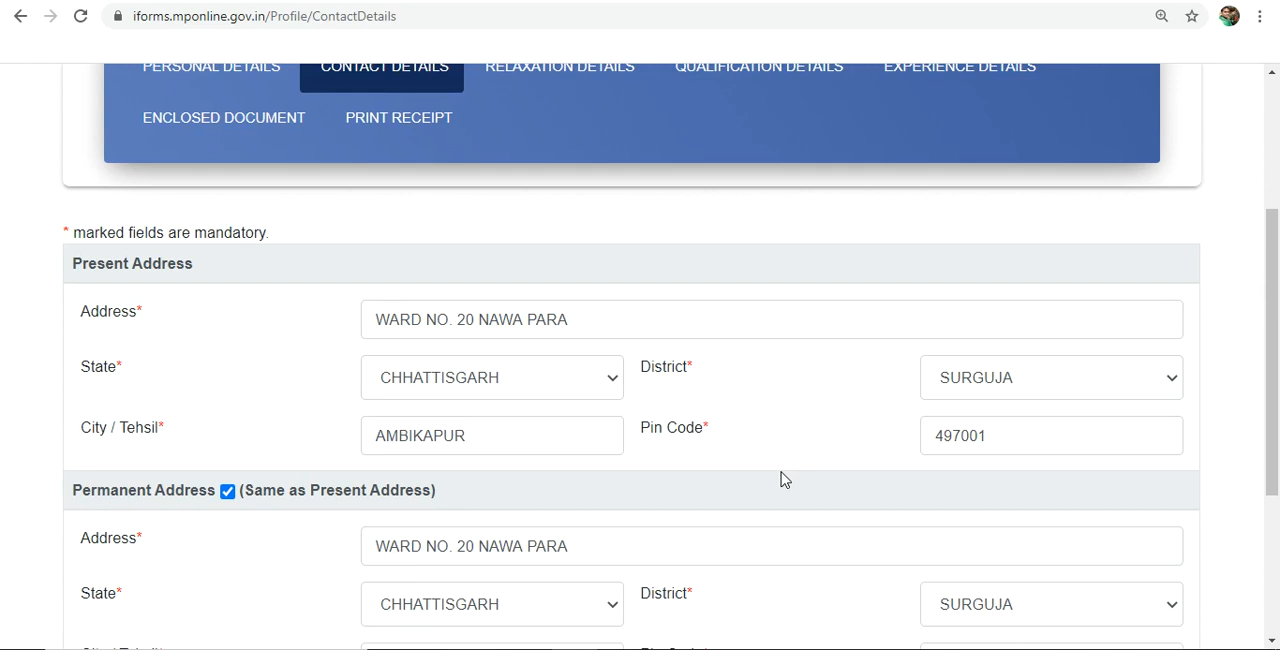 iforms.mponline.gov.in/Profile/ContactDetails
PERSONAL DETAILS CONTACT DETAILS RELAXATION DETAILS QUALIFICATION DETAILS EXPERIENCE DETAILS
ENCLOSED DOCUMENT PRINT RECEIPT
* marked fields are mandatory.
Present Address
Address* WARD NO. 20 NAWA PARA
State* CHHATTISGARH District* SURGUJA
City / Tehsil* AMBIKAPUR Pin Code* 497001
Permanent Address (Same as Present Address)
Address* WARD NO. 20 NAWA PARA
State* CHHATTISGARH District* SURGUJA